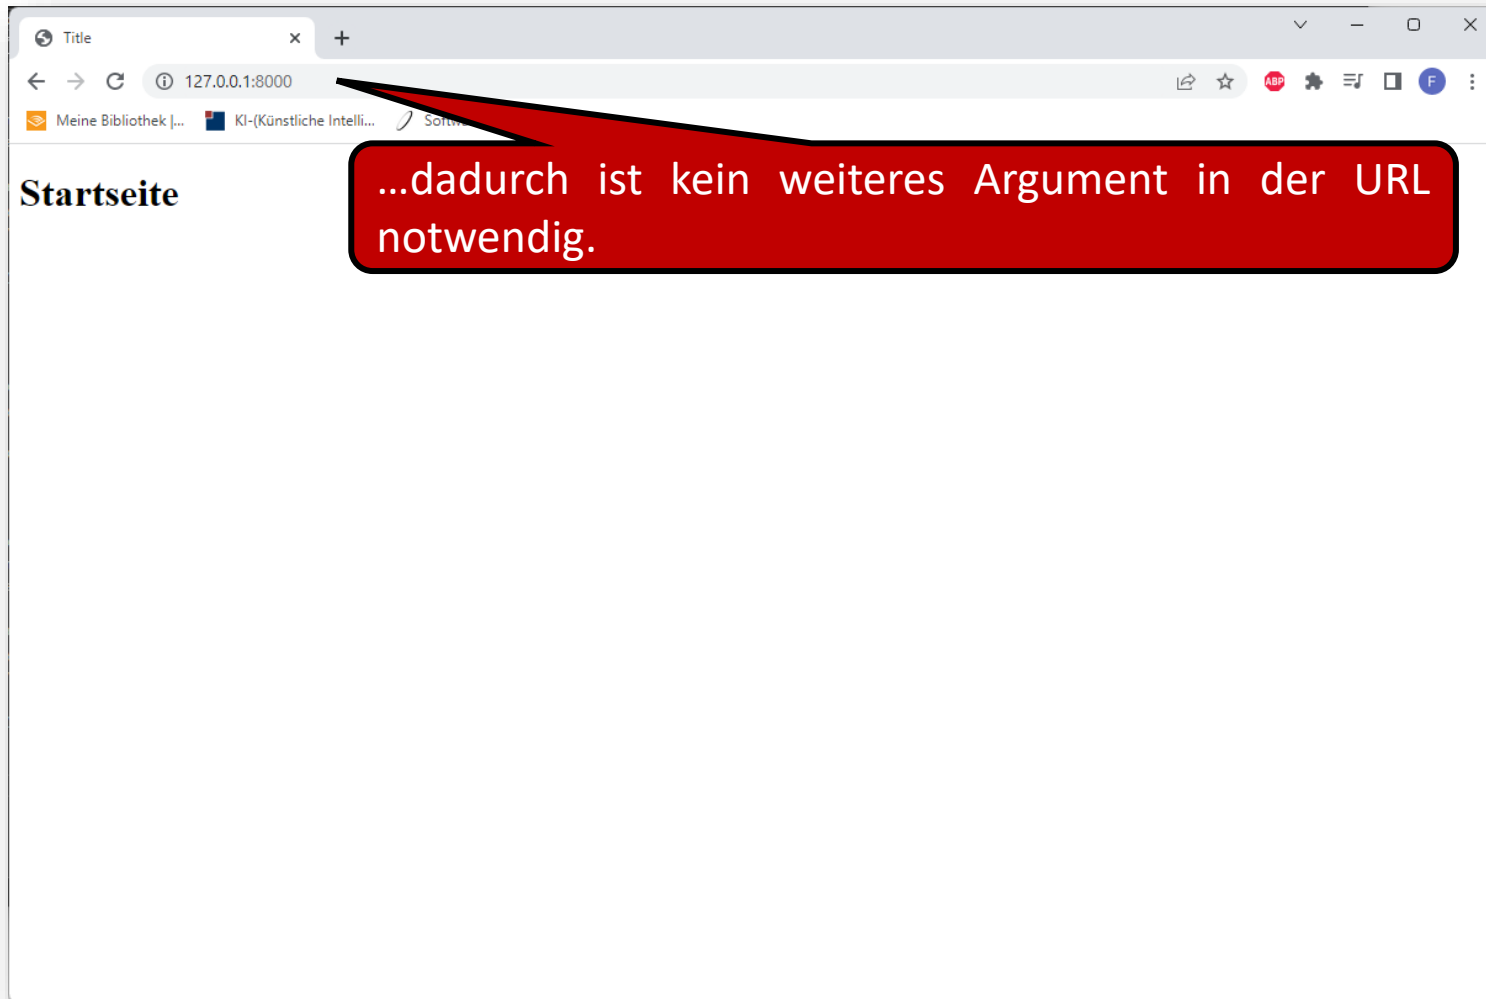 Title
127.0.0.1:8000
ABP
F
Meine Bibliothek |... KI-(Künstliche Intelli...
...dadurch ist kein weiteres Argument in der URL
notwendig.
Startseite